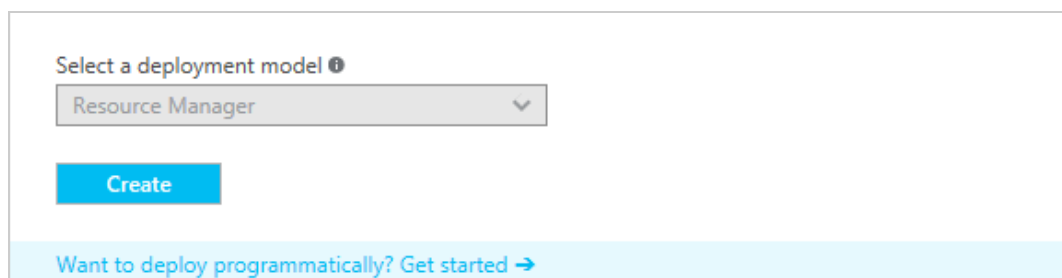 Select a deployment model
Resource Manager
Create
Want to deploy programmatically? Get started →